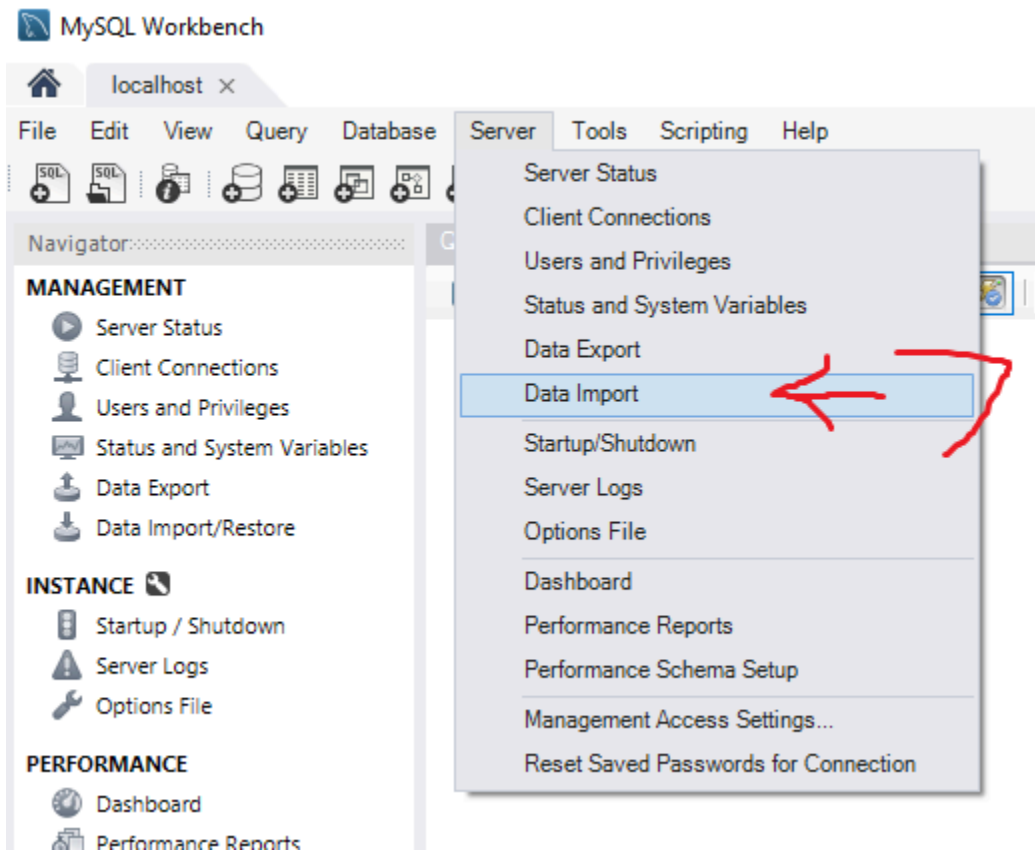 MySQL Workbench
localhost
File Edit View Query Database Server Tools Scripting Help
SQL SQL
Navigator
MANAGEMENT
Server Status
Client Connections
Users and Privileges
Status and System Variables
Data Export
Data Import/Restore
INSTANCE
Startup / Shutdown
Server Logs
Options File
PERFORMANCE
Dashboard
Performance Reports
Server Status
Client Connections
Users and Privileges
Status and System Variables
Data Export
Data Import
Startup/Shutdown
Server Logs
Options File
Dashboard
Performance Reports
Performance Schema Setup
Management Access Settings...
Reset Saved Passwords for Connection